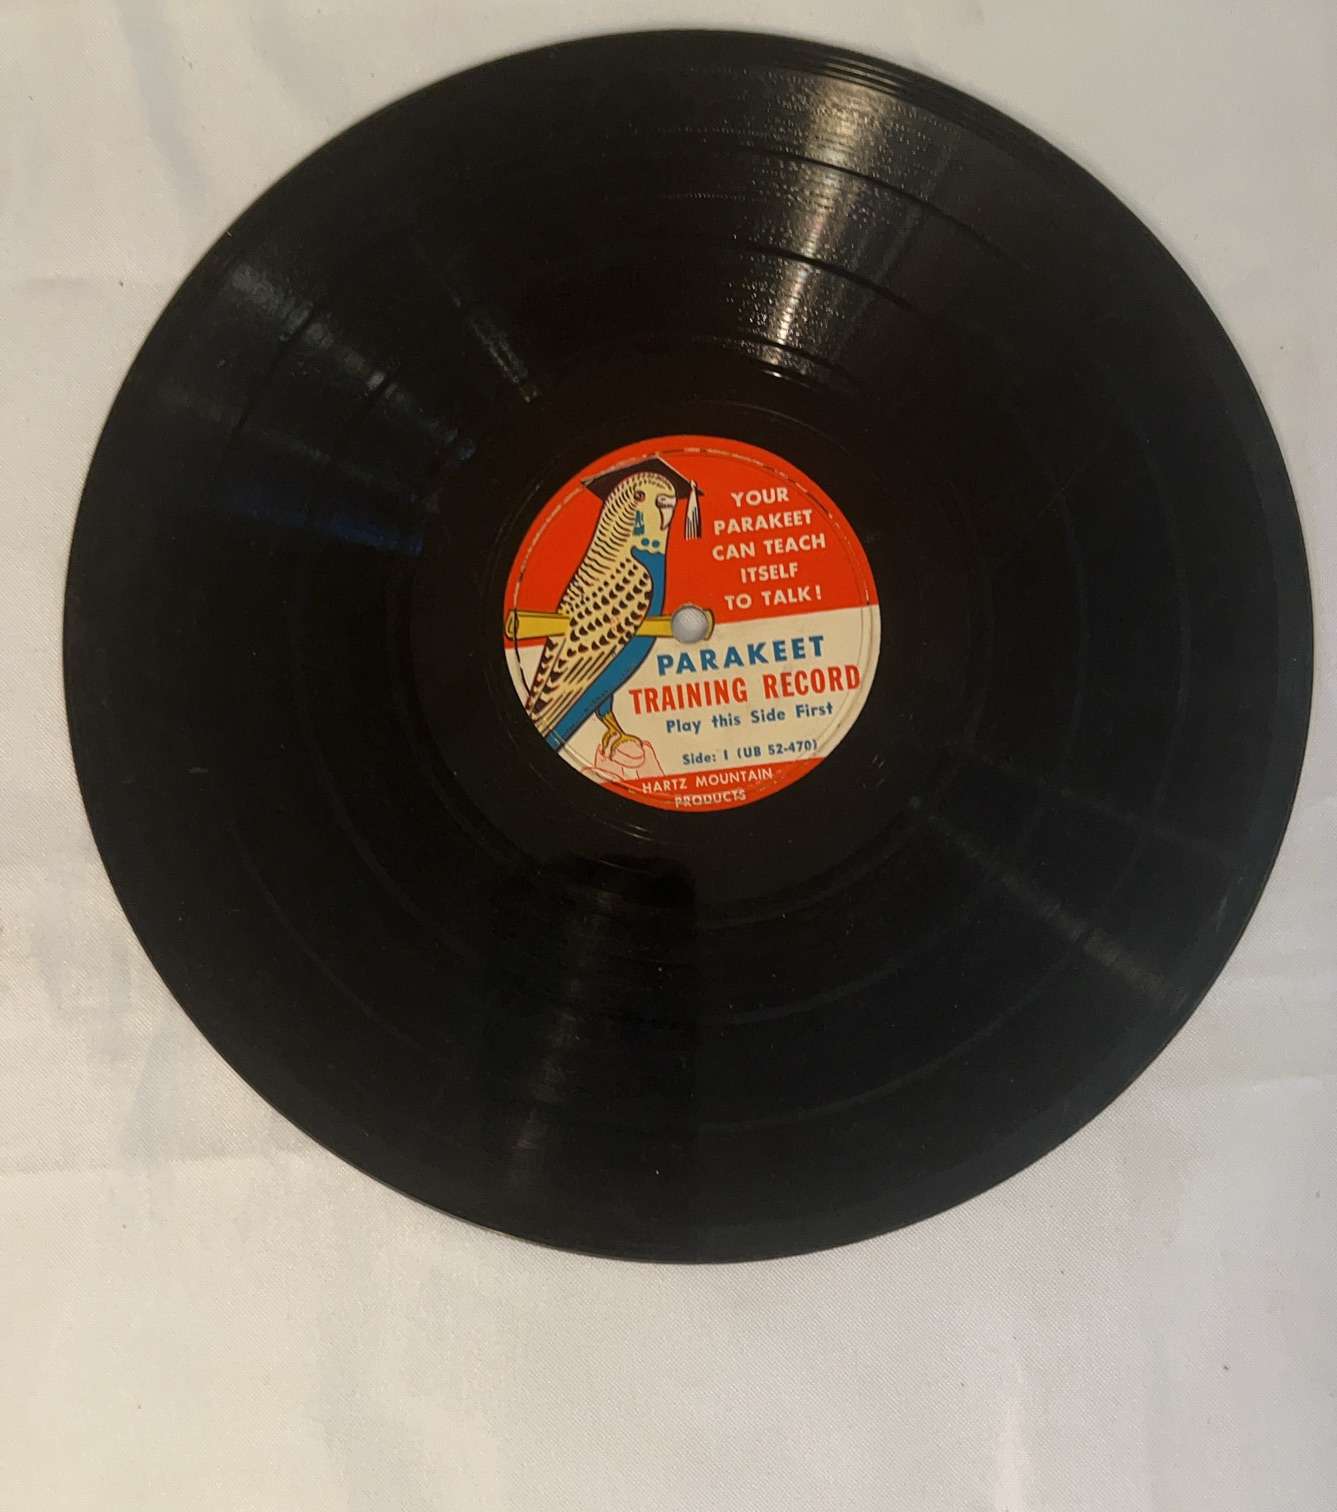 YOUR
PARAKEET
CAN TEACH
ITSELF
TO TALK!
PARAKEET
TRAINING RECORD
Play this Side First
Side: 1 (UB 52-470)
HARTZ MOUNTAIN
PRODUCTS